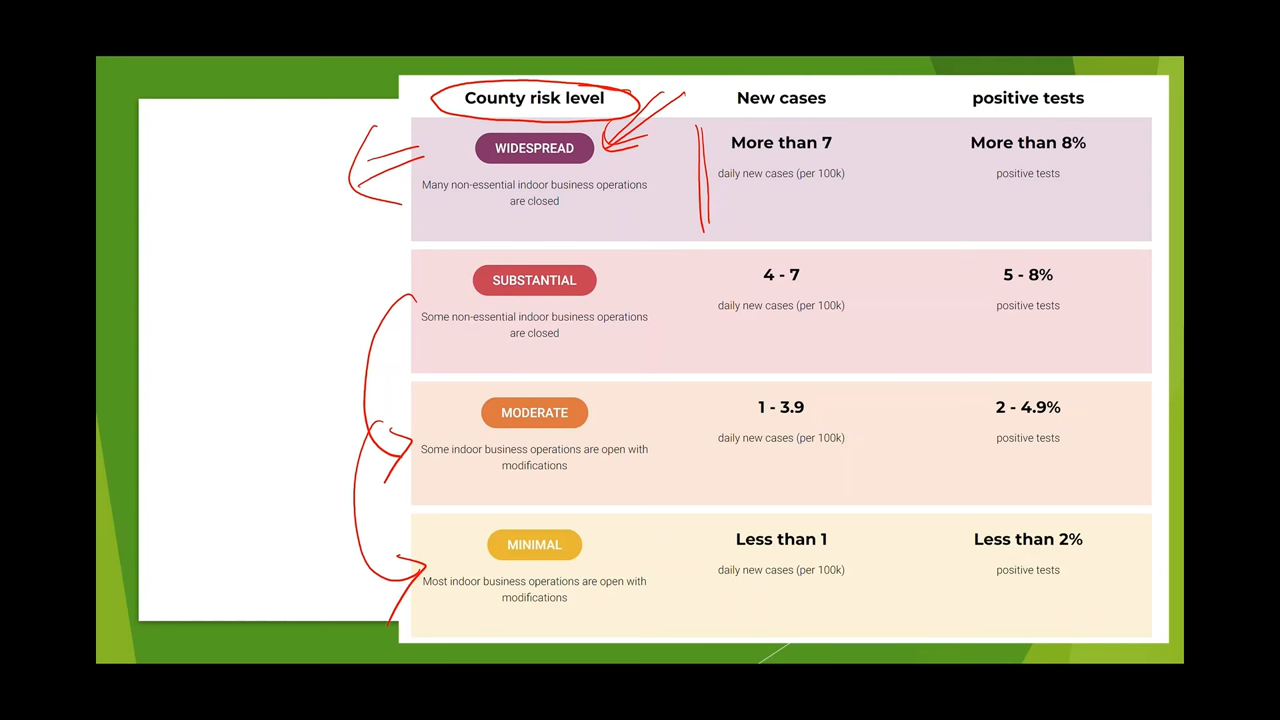 County risk level New cases positive tests
WIDESPREAD More than 7 More than 8%
daily new cases (per 100k) positive tests
Many non-essential indoor business operations
are closed
SUBSTANTIAL 4 - 7 5 - 8%
daily new cases (per 100k) positive tests
Some non-essential indoor business operations
are closed
MODERATE 1 - 3.9 2 - 4.9%
daily new cases (per 100k) positive tests
Some indoor business operations are open with
modifications
MINIMAL Less than 1 Less than 2%
daily new cases (per 100k) positive tests
Most indoor business operations are open with
modifications